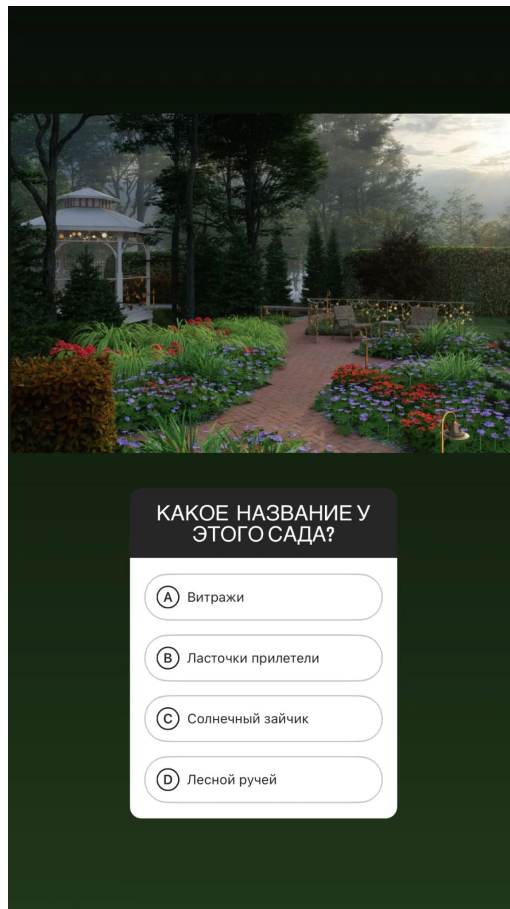 КАКОЕ НАЗВАНИЕ У
ЭТОГО САДА?
A Витражи
B Ласточки прилетели
C Солнечный зайчик
D Лесной ручей